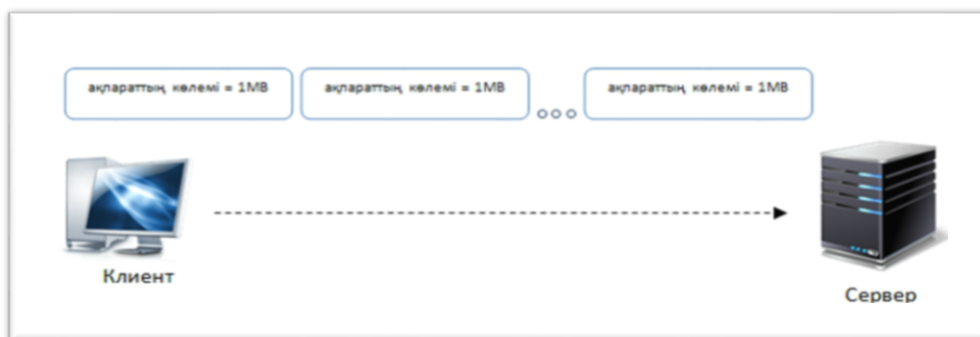 ақпараттың көлемі = 1MB
ақпараттың көлемі = 1MB
ақпараттың көлемі = 1MB
Клиент
Сервер